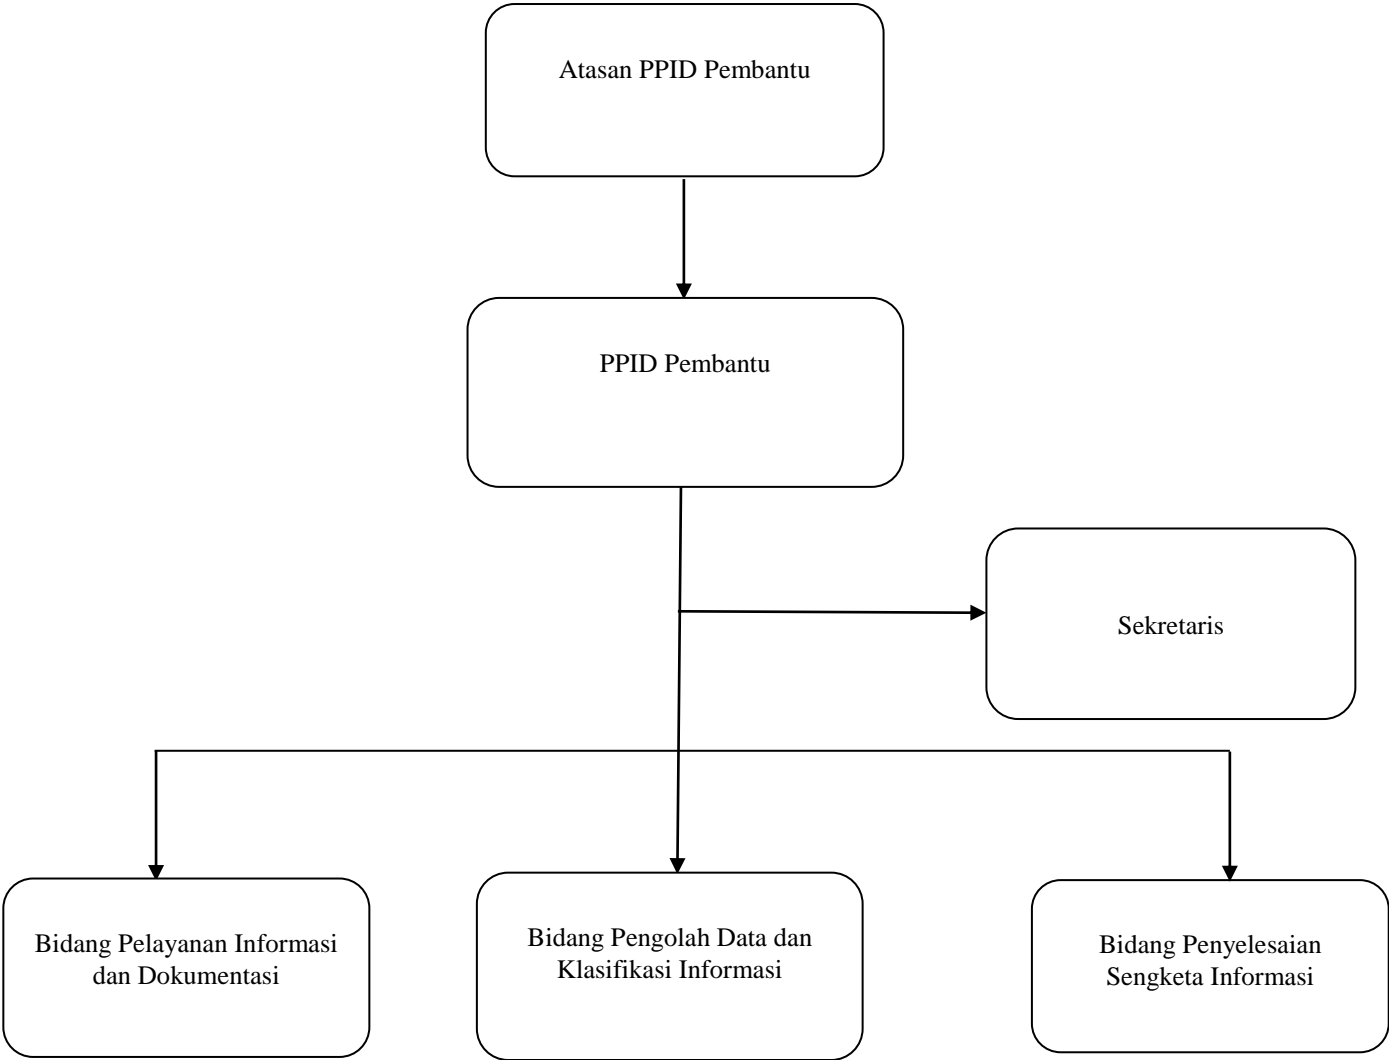 Atasan PPID Pembantu
PPID Pembantu
Sekretaris
Bidang Pelayanan Informasi
dan Dokumentasi
Bidang Pengolah Data dan
Klasifikasi Informasi
Bidang Penyelesaian
Sengketa Informasi